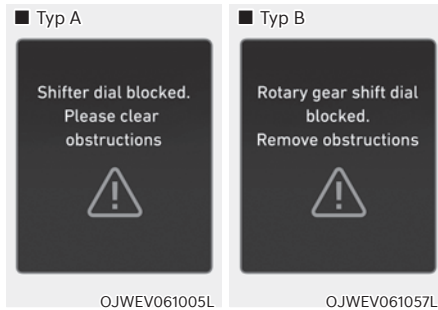 ■ Typ A
Shifter dial blocked.
Please clear
obstructions
OJWEV061005L
■ Typ B
Rotary gear shift dial
blocked.
Remove obstructions
OJWEV061057L